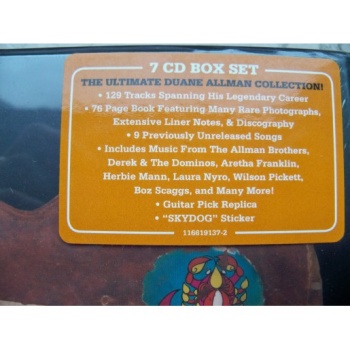 7 CD BOX SET
THE ULTIMATE DUANE ALLMAN COLLECTION!
• 129 Tracks Spanning His Legendary Career
• 76 Page Book Featuring Many Rare Photographs,
Extensive Liner Notes, & Discography
• 9 Previously Unreleased Songs
• Includes Music From The Allman Brothers,
Derek & The Dominos, Aretha Franklin,
Herbie Mann, Laura Nyro, Wilson Pickett,
Boz Scaggs, and Many More!
• Guitar Pick Replica
• "SKYDOG" Sticker
116619137-2